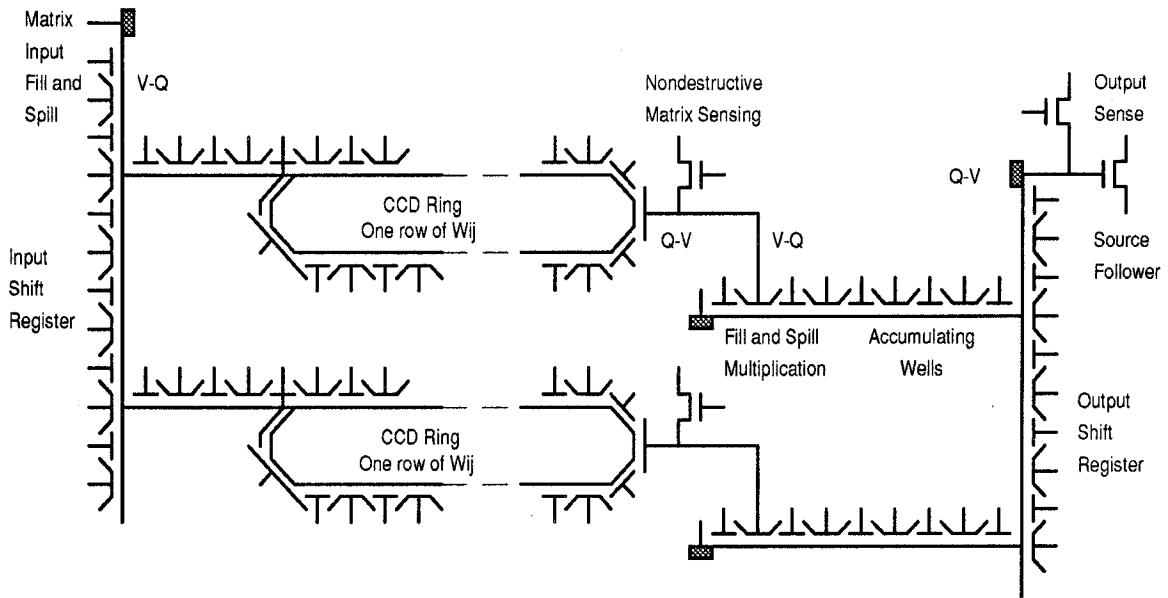 Matrix
Input
Fill and
Spill
V-Q
Nondestructive
Matrix Sensing
Output
Sense
Q-V
CCD Ring
One row of Wij
Q-V
V-Q
Source
Follower
Input
Shift
Register
Fill and Spill
Multiplication
Accumulating
Wells
CCD Ring
One row of Wij
Output
Shift
Register